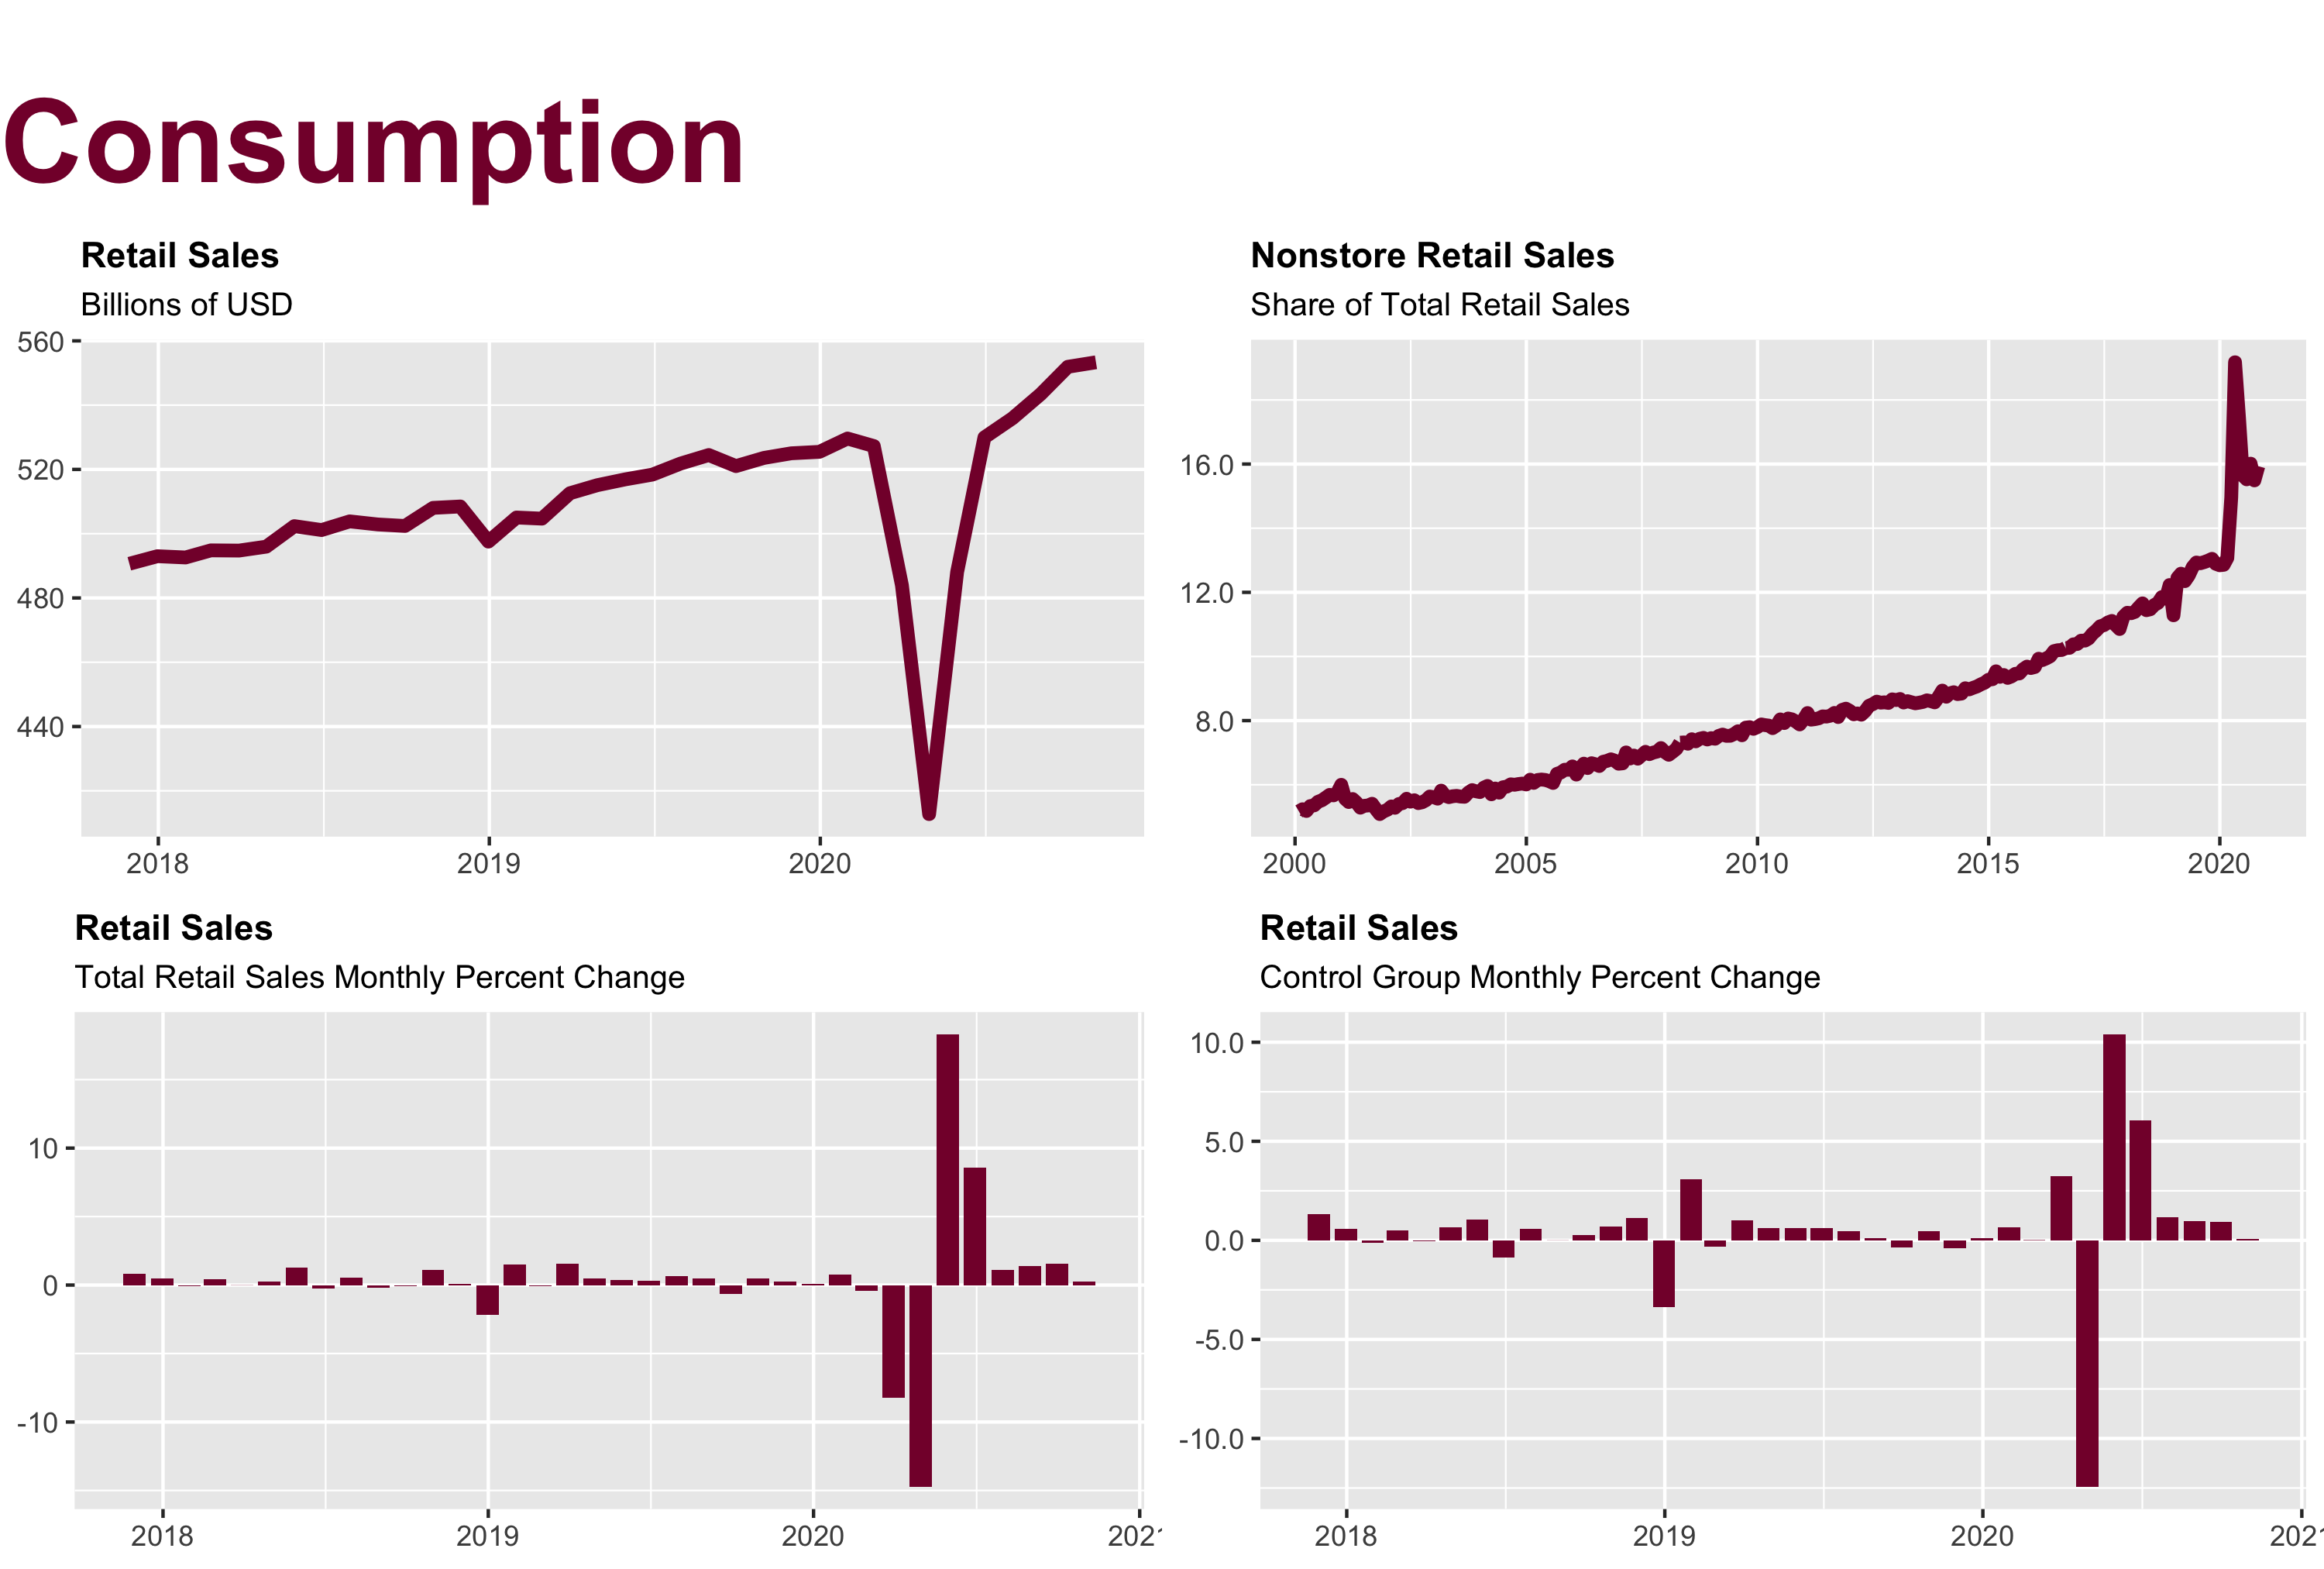 Consumption
Retail Sales
Billions of USD
560
520
480
440
2018 2019 2020
Nonstore Retail Sales
Share of Total Retail Sales
16.0
12.0
8.0
2000 2005 2010 2015 2020
Retail Sales
Total Retail Sales Monthly Percent Change
10
0
-10
2018 2019 2020 2021
Retail Sales
Control Group Monthly Percent Change
10.0
5.0
0.0
-5.0
-10.0
2018 2019 2020 2021